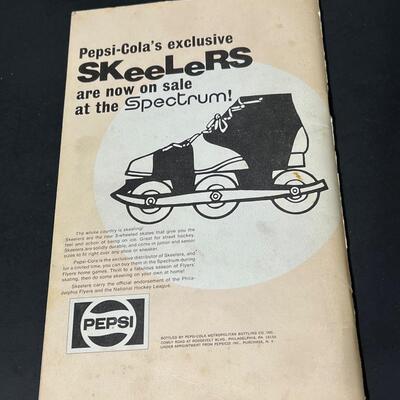 Pepsi-Cola's exclusive
SKeeLeRS
are now on sale
at the Spectrum!
The whole country is skeeling!
Skeelers are the new 3-wheeled skates that give you the
feel and action of being on ice. Great for street hockey.
Skeelers are solidly durable, and come in junior and senior
sizes to fit right over any shoe or sneaker.
Pepsi-Cola is the exclusive distributor of Skeelers, and
for a limited time, you can buy them in the Spectrum during
Flyers home games. Thrill to a fabulous season of Flyers'
skating, then do some skeeling on your own at home!
Skeelers carry the official endorsement of the Phila-
delphia Flyers and the National Hockey League.
PEPSI
BOTTLED BY PEPSI-COLA METROPOLITAN BOTTLING CO. INC.
COMLY ROAD AT ROOSEVELT BLVD., PHILADELPHIA, PA.
UNDER APPOINTMENT FROM PEPSICO INC., PURCHASE, N. Y.